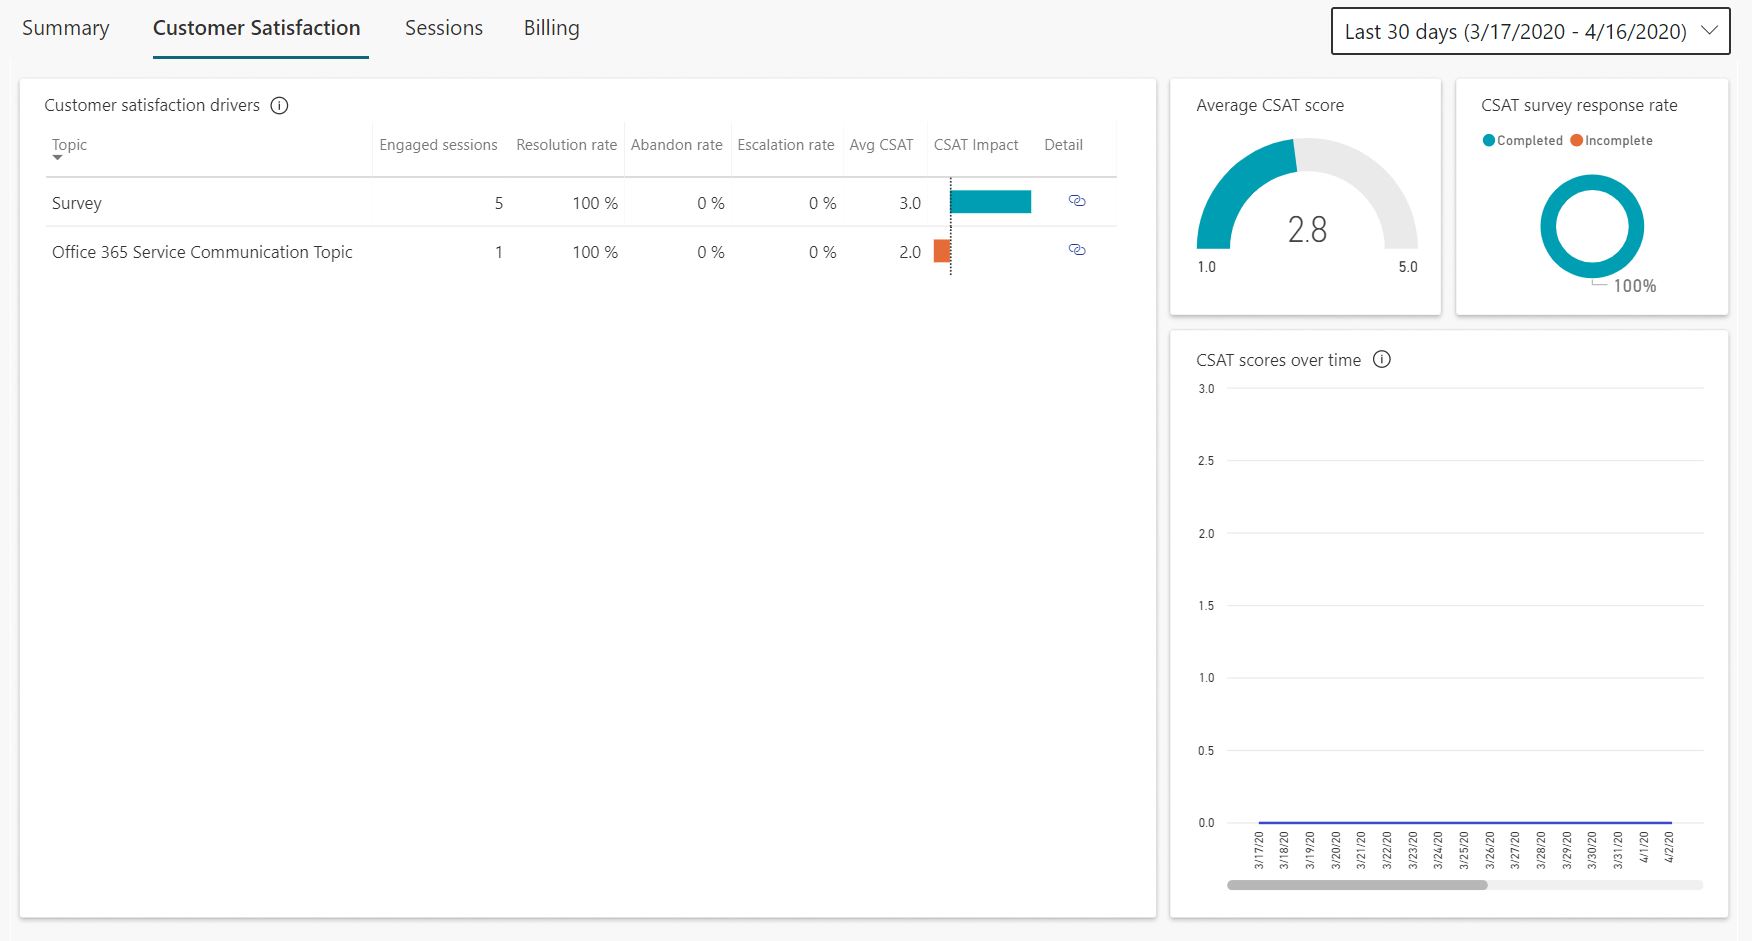 Summary Customer Satisfaction Sessions Billing
Last 30 days (3/17/2020 - 4/16/2020)
Customer satisfaction drivers
Topic Engaged sessions Resolution rate Abandon rate Escalation rate Avg CSAT CSAT Impact Detail
Survey 5 100 % 0 % 0 % 3.0
Office 365 Service Communication Topic 1 100 % 0 % 0 % 2.0
Average CSAT score
2.8
1.0 5.0
CSAT survey response rate
Completed Incomplete
100%
CSAT scores over time
3.0
2.5
2.0
1.5
1.0
0.5
0.0
3/17/20
3/18/20
3/19/20
3/20/20
3/21/20
3/22/20
3/23/20
3/24/20
3/25/20
3/26/20
3/27/20
3/28/20
3/29/20
3/30/20
3/31/20
4/1/20
4/2/20